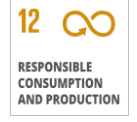 12
RESPONSIBLE
CONSUMPTION
AND PRODUCTION